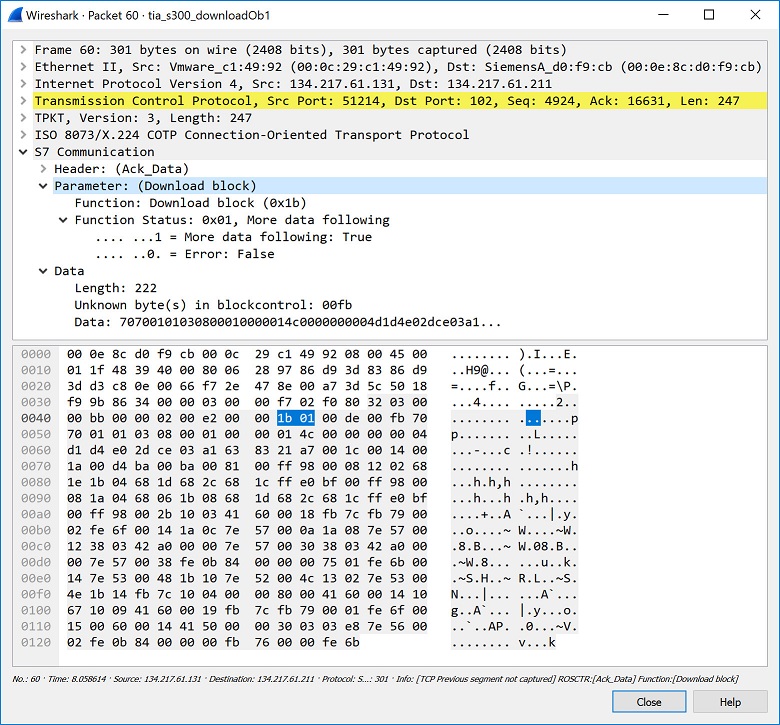 Wireshark · Packet 60 · tia_s300_downloadOb1
Frame 60: 301 bytes on wire (2408 bits), 301 bytes captured (2408 bits)
Ethernet II, Src: Vmware_c1:49:92 (00:0c:29:c1:49:92), Dst: SiemensA_d0:f9:cb (00:0e:8c:d0:f9:cb)
Internet Protocol Version 4, Src: 134.217.61.131, Dst: 134.217.61.211
Transmission Control Protocol, Src Port: 51214, Dst Port: 102, Seq: 4924, Ack: 16631, Len: 247
TPKT, Version: 3, Length: 247
ISO 8073/X.224 COTP Connection-Oriented Transport Protocol
S7 Communication
Header: (Ack_Data)
Parameter: (Download block)
Function: Download block (0x1b)
Function Status: 0x01, More data following
.... ...1 = More data following: True
.... ..0. = Error: False
Data
Length: 222
Unknown byte(s) in blockcontrol: 00fb
Data: 70700101030800010000014c0000000004d1d4e02dce03a1...
0000 00 0e 8c d0 f9 cb 00 0c 29 c1 49 92 08 00 45 00 ........ ).I...E.
0010 01 1f 48 39 40 00 80 06 28 97 86 d9 3d 83 86 d9 ..H9@... (...=...
0020 3d d3 c8 0e 00 66 f7 2e 47 8e 00 a7 3d 5c 50 18 =....f.. G...=\P.
0030 f9 9b 86 34 00 00 03 00 00 f7 02 f0 80 32 03 00 ...4.... .....2..
0040 00 bb 00 00 02 00 e2 00 00 1b 01 00 de 00 fb 70 ........ .......p
0050 70 01 01 03 08 00 01 00 00 01 4c 00 00 00 00 04 p....... ..L.....
0060 d1 d4 e0 2d ce 03 a1 63 83 21 a7 00 1c 00 14 00 ...-...c .!......
0070 1a 00 d4 ba 00 ba 00 81 00 ff 98 00 08 12 02 68 ........ .......h
0080 1e 1b 04 68 1d 68 2c 68 1c ff e0 bf 00 ff 98 00 ...h.h,h ........
0090 08 1a 04 68 06 1b 08 68 1d 68 2c 68 1c ff e0 bf ...h...h .h,h....
00a0 00 ff 98 00 2b 10 03 41 60 00 18 fb 7c fb 79 00 ....+..A `...|.y.
00b0 02 fe 6f 00 14 1a 0c 7e 57 00 0a 1a 08 7e 57 00 ..o....~ W....~W.
00c0 12 38 03 42 a0 00 00 7e 57 00 30 38 03 42 a0 00 .8.B...~ W.08.B..
00d0 00 7e 57 00 38 fe 0b 84 00 00 00 75 01 fe 6b 00 .~W.8... ...u..k.
00e0 14 7e 53 00 48 1b 10 7e 52 00 4c 13 02 7e 53 00 .~S.H..~ R.L..~S.
00f0 4e 1b 14 fb 7c 10 04 00 00 80 00 41 60 00 14 10 N...|... ...A`...
0100 67 10 09 41 60 00 19 fb 7c fb 79 00 01 fe 6f 00 g..A`... |.y...o.
0110 15 00 60 00 14 41 50 00 00 30 03 03 e8 7e 56 00 ..`..AP. .0...~V.
0120 02 fe 0b 84 00 00 00 fb 76 00 00 fe 6b ........ v...k
No.: 60 · Time: 8.058614 · Source: 134.217.61.131 · Destination: 134.217.61.211 · Protocol: S...: 301 · Info: [TCP Previous segment not captured] ROSCTR:[Ack_Data] Function:[Download block]
Close
Help